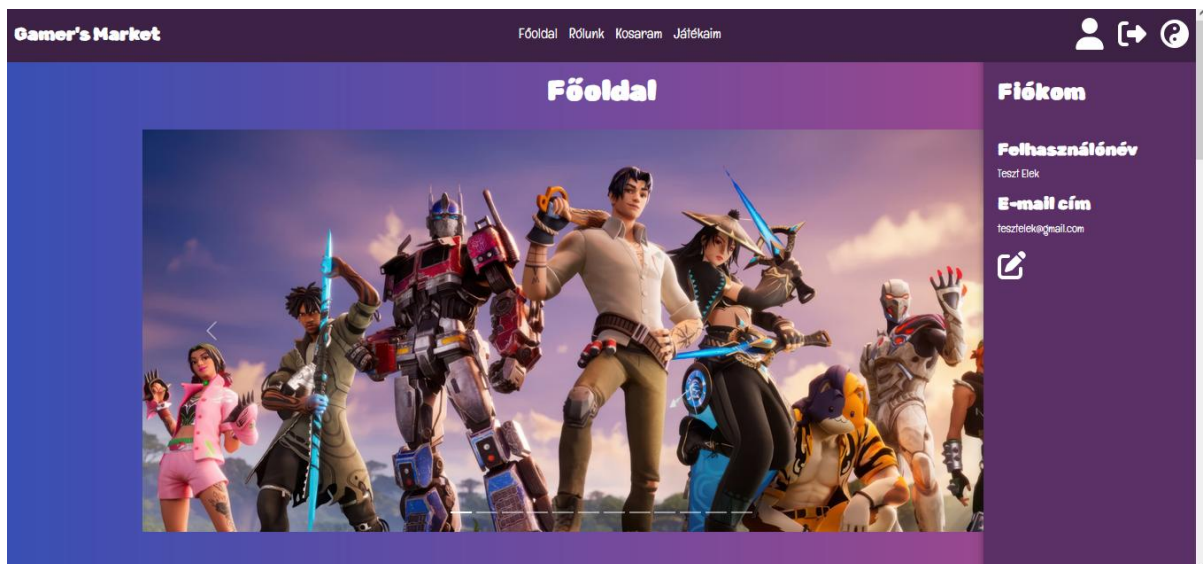 Gamer's Market
Főoldal Rólunk Kosaram Játékaim
Főoldal
Fiókom
Felhasználónév
Teszt Elek
E-mail cím
tesztelek@gmail.com